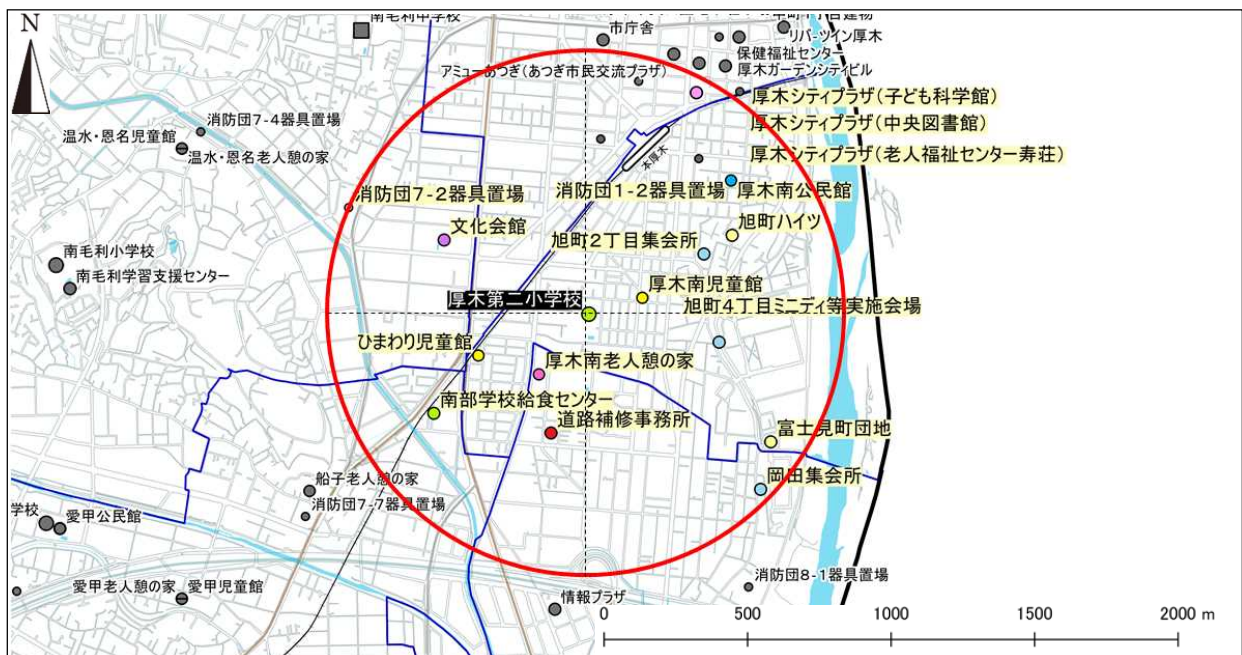 N
南毛利中学校
市庁舎
リバーツイン厚木
保健福祉センター
厚木ガーデンシティビル
アミューあつぎ(あつぎ市民交流プラザ)
厚木シティプラザ(子ども科学館)
消防団7-4器具置場
厚木シティプラザ(中央図書館)
温水・恩名児童館
温水・恩名老人憩の家
本厚木
厚木シティプラザ(老人福祉センター寿荘)
消防団7-2器具置場
消防団1-2器具置場
厚木南公民館
文化会館
旭町ハイツ
旭町2丁目集会所
南毛利小学校
南毛利学習支援センター
厚木南児童館
厚木第二小学校
旭町4丁目ミニデイ等実施会場
ひまわり児童館
厚木南老人憩の家
南部学校給食センター
道路補修事務所
富士見町団地
船子老人憩の家
岡田集会所
消防団7-7器具置場
学校
愛甲公民館
愛甲老人憩の家
愛甲児童館
情報プラザ
消防団8-1器具置場
0 500 1000 1500 2000 m